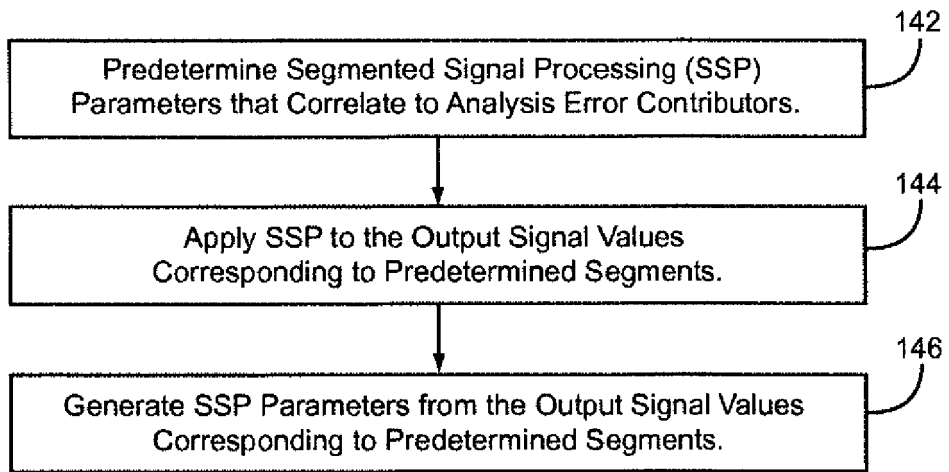 142
Predetermine Segmented Signal Processing (SSP)
Parameters that Correlate to Analysis Error Contributors.
144
Apply SSP to the Output Signal Values
Corresponding to Predetermined Segments.
146
Generate SSP Parameters from the Output Signal Values
Corresponding to Predetermined Segments.